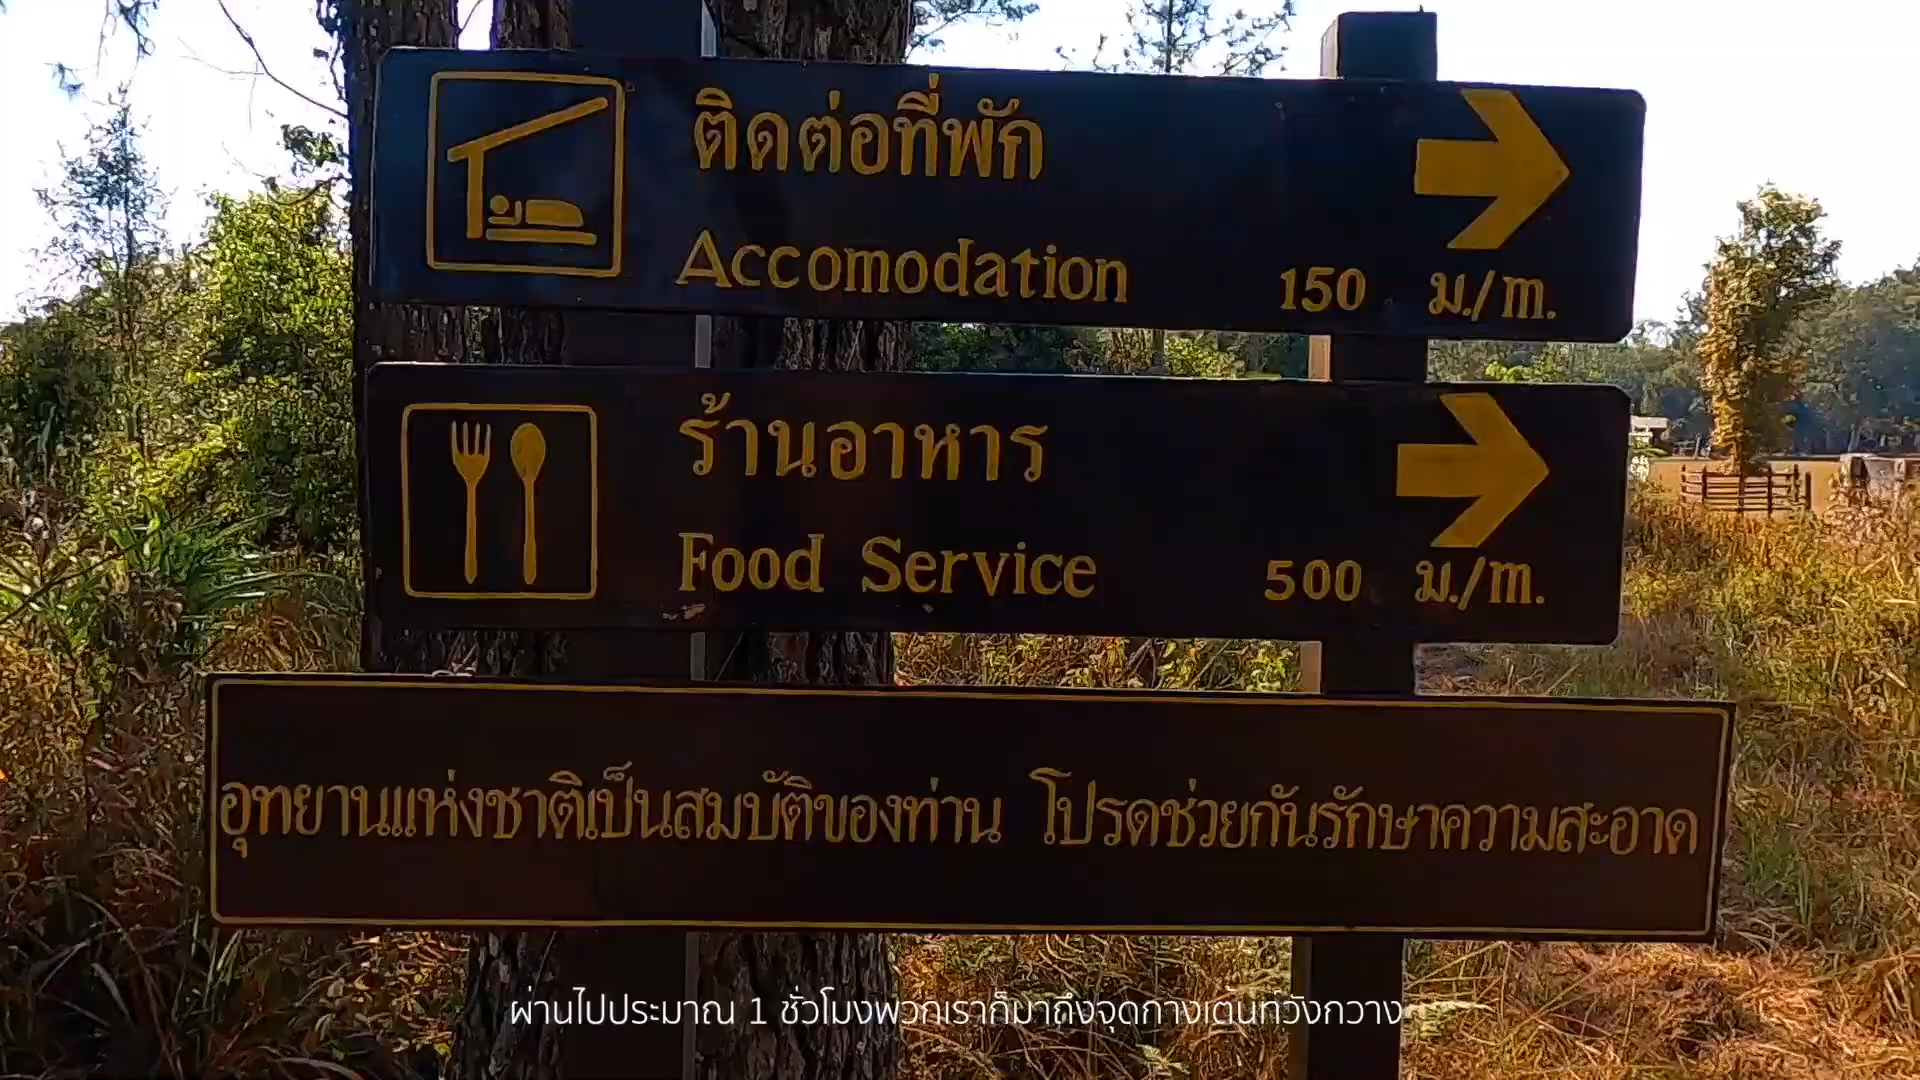 ติดต่อที่พัก
Accomodation 150 ม./m.
ร้านอาหาร
Food Service 500 ม./m.
อุทยานแห่งชาติเป็นสมบัติของท่าน โปรดช่วยกันรักษาความสะอาด
ผ่านไปประมาณ 1 ชั่วโมงพวกเราก็มาถึงจุดกางเต้นท์วังกวาง